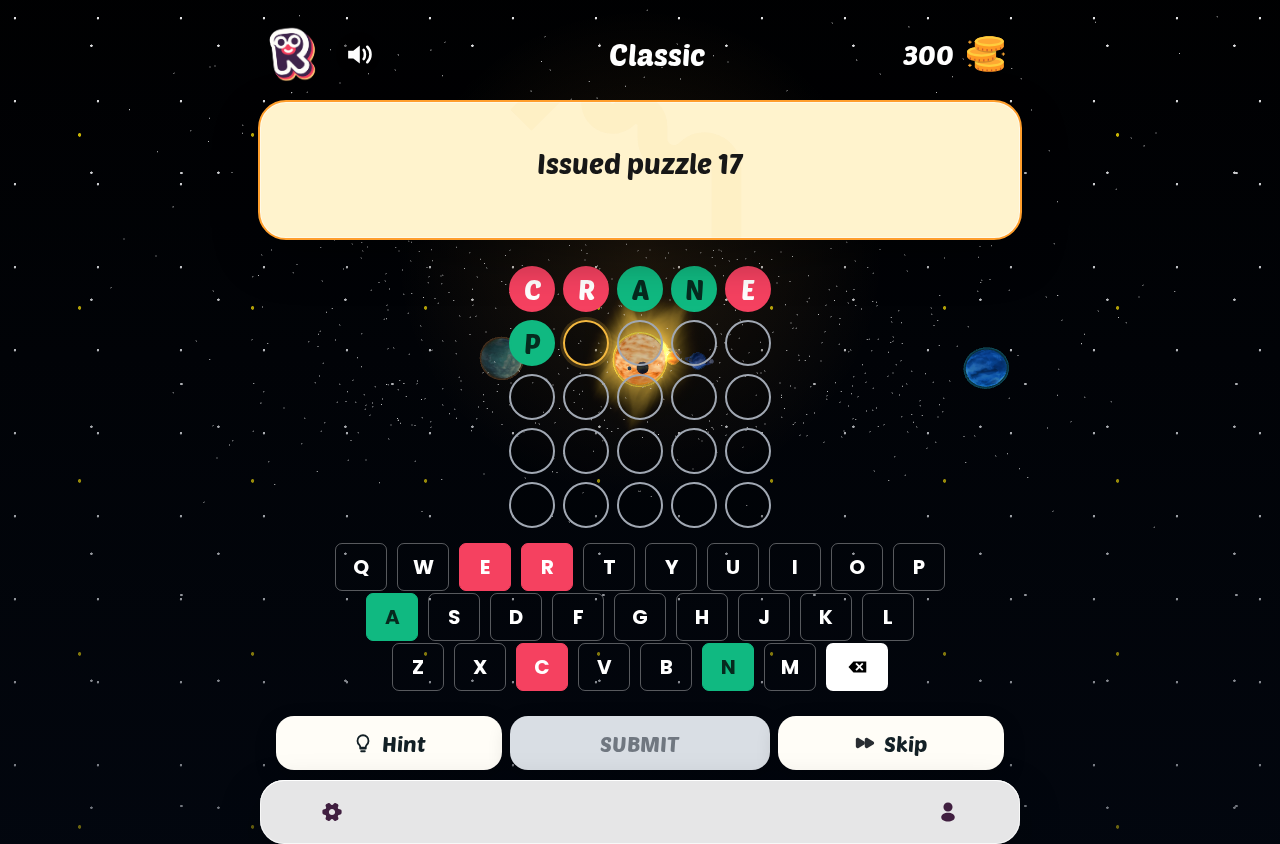 R
Classic
300
Issued puzzle 17
C R A N E
P
Q W E R T Y U I O P
A S D F G H J K L
Z X C V B N M
Hint
SUBMIT
Skip